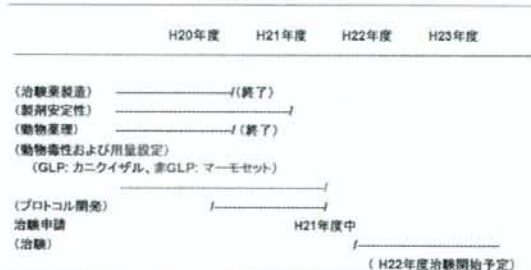 H20年度 H21年度 H22年度 H23年度
(治験薬製造) /(終了)
(製剤安定性) /
(動物薬理) /(終了)
(動物毒性および用量設定)
(GLP: カニクイザル、非GLP: マーモセット)
/
(プロトコル開発) / /
治験申請 H21年度中
(治験) /
( H22年度治験開始予定)